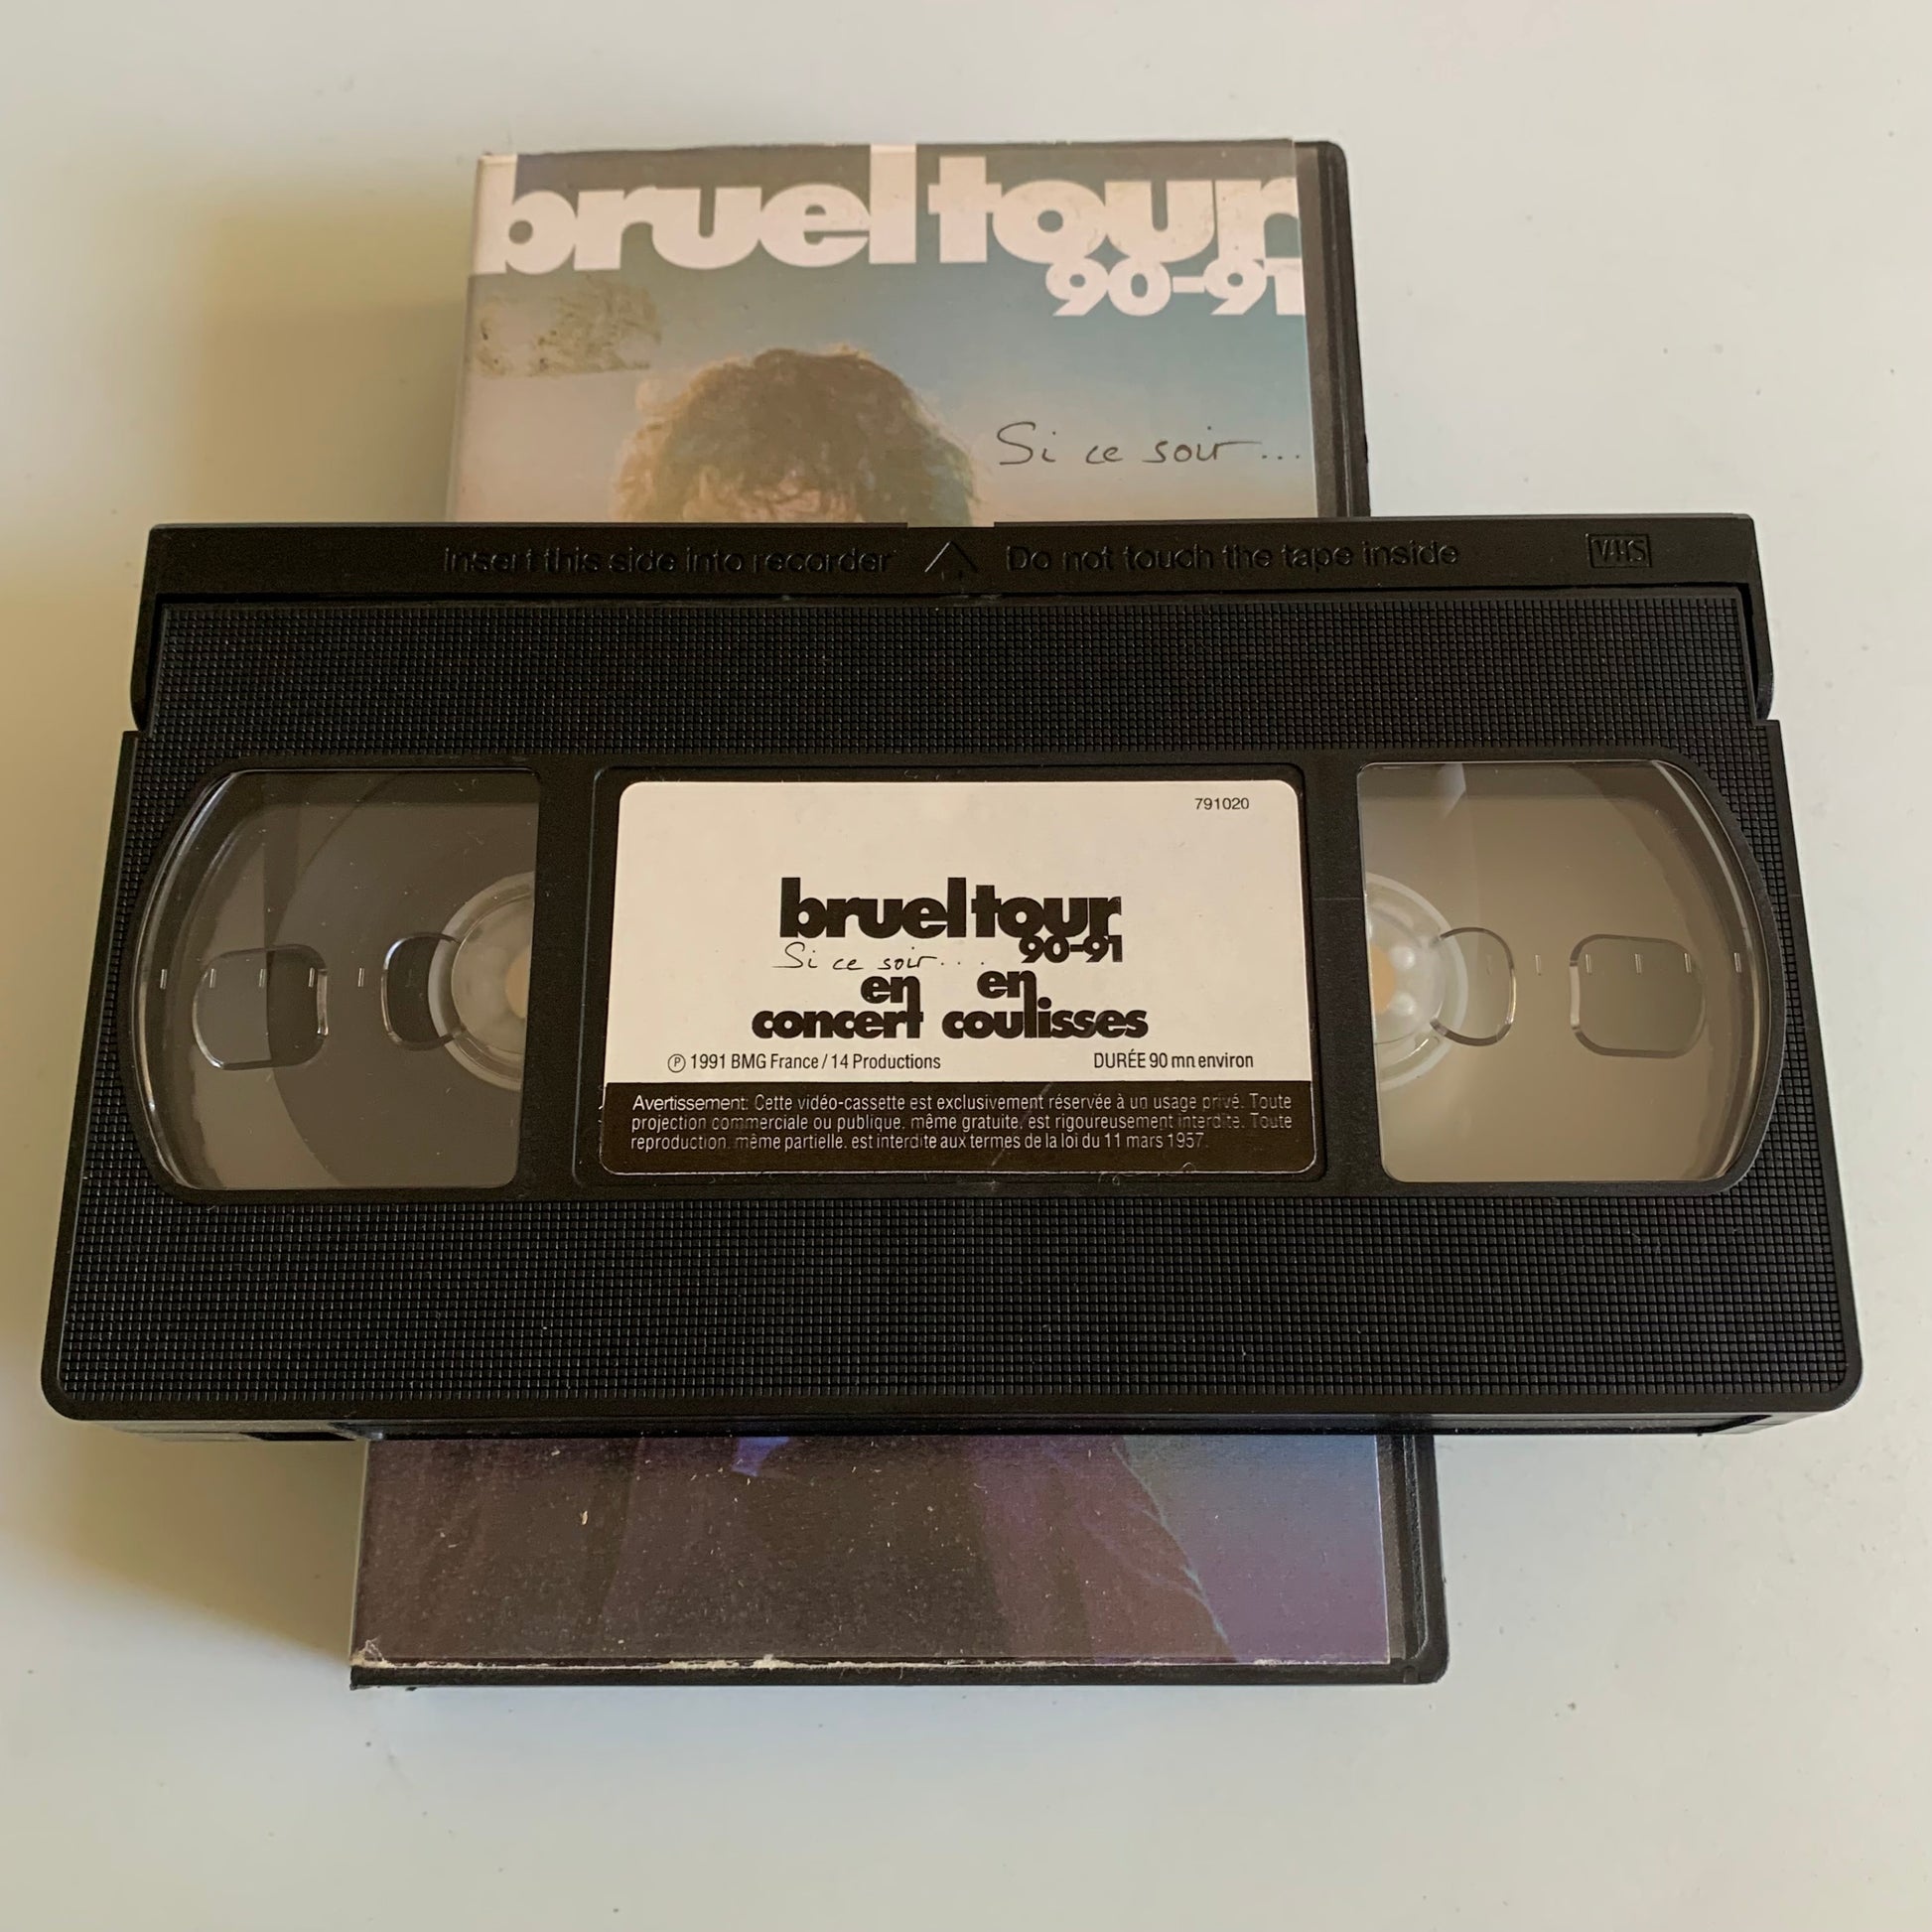 brueltour
90-91
Si ce soir...
Insert this side into recorder Do not touch the tape inside VHS
791020
brueltour
90-91
Si ce soir...
en concert en coulisses
℗ 1991 BMG France / 14 Productions DURÉE 90 mn environ
Avertissement: Cette vidéo-cassette est exclusivement réservée à un usage privé. Toute
projection commerciale ou publique, même gratuite, est rigoureusement interdite. Toute
reproduction, même partielle, est interdite aux termes de la loi du 11 mars 1957.